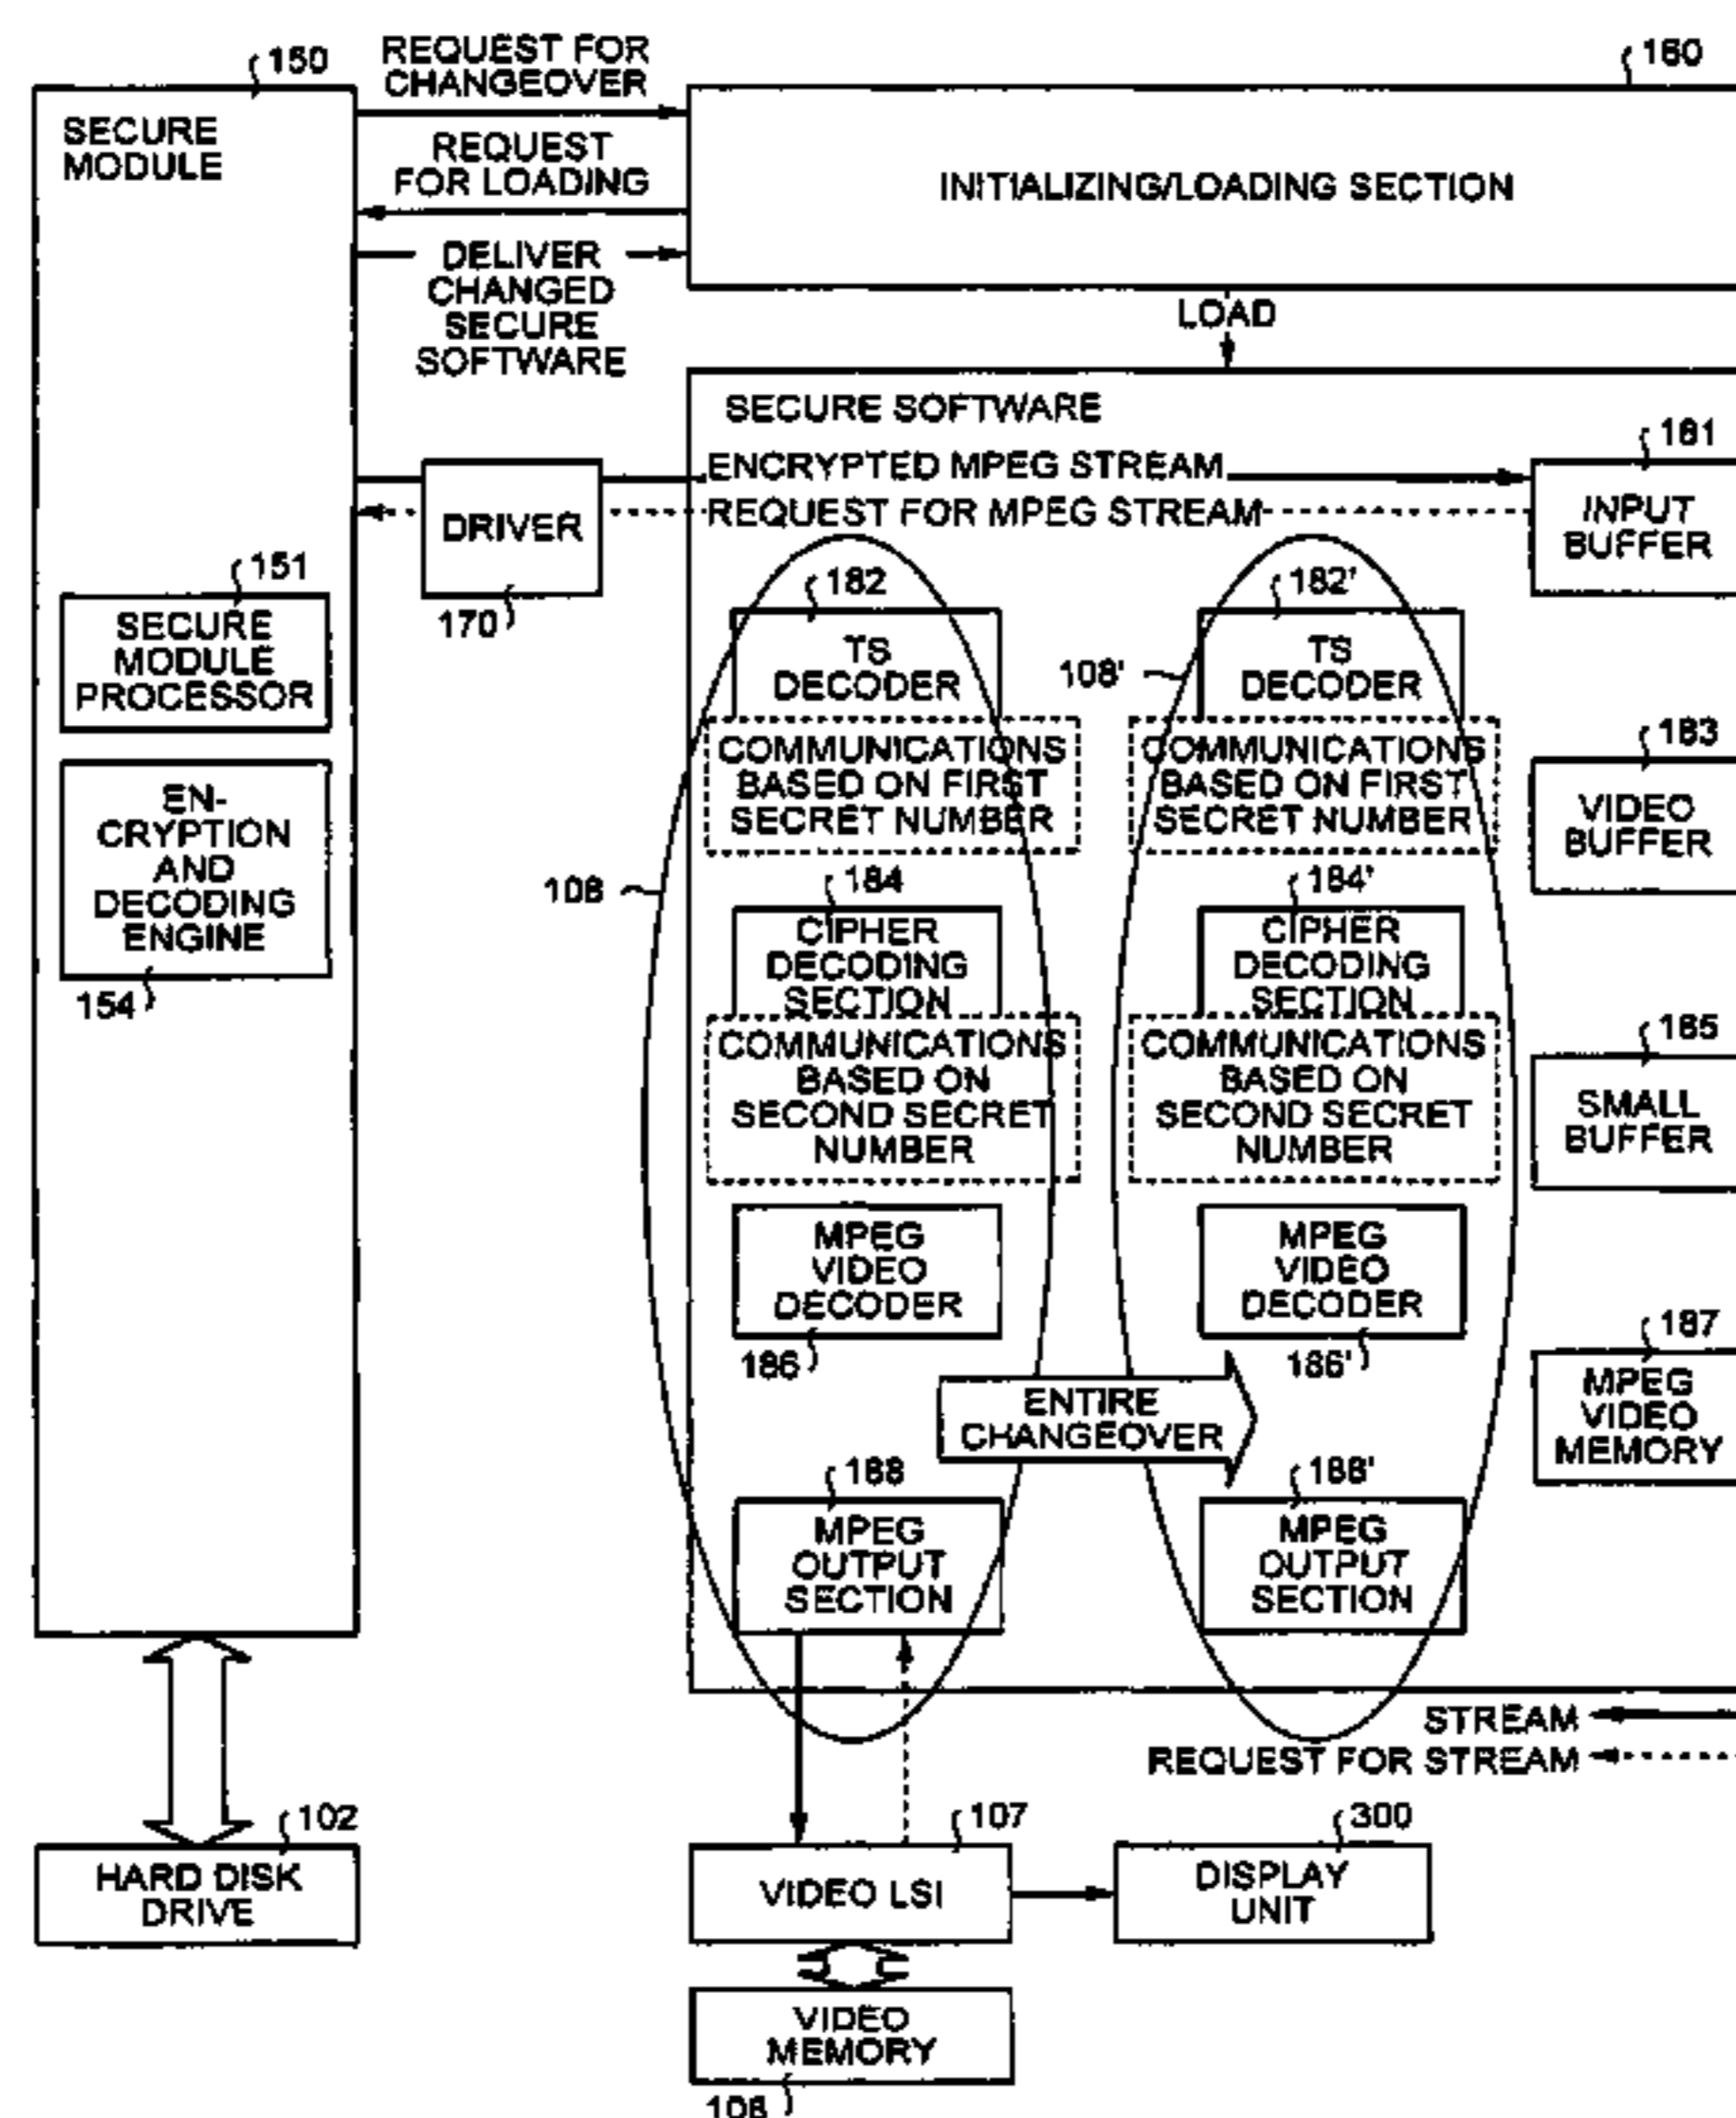 150
REQUEST FOR
CHANGEOVER
160
SECURE
MODULE
REQUEST
FOR LOADING
INITIALIZING/LOADING SECTION
DELIVER
CHANGED
SECURE
SOFTWARE
LOAD
SECURE SOFTWARE
181
ENCRYPTED MPEG STREAM
REQUEST FOR MPEG STREAM
DRIVER
170
INPUT
BUFFER
151
SECURE
MODULE
PROCESSOR
EN-
CRYPTION
AND
DECODING
ENGINE
154
182
TS
DECODER
COMMUNICATIONS
BASED ON FIRST
SECRET NUMBER
108
184
CIPHER
DECODING
SECTION
COMMUNICATIONS
BASED ON
SECOND SECRET
NUMBER
MPEG
VIDEO
DECODER
186
182'
108'
TS
DECODER
COMMUNICATIONS
BASED ON FIRST
SECRET NUMBER
184'
CIPHER
DECODING
SECTION
COMMUNICATIONS
BASED ON
SECOND SECRET
NUMBER
MPEG
VIDEO
DECODER
186'
183
VIDEO
BUFFER
185
SMALL
BUFFER
187
MPEG
VIDEO
MEMORY
ENTIRE
CHANGEOVER
188
MPEG
OUTPUT
SECTION
188'
MPEG
OUTPUT
SECTION
STREAM
REQUEST FOR STREAM
102
HARD DISK
DRIVE
107
VIDEO LSI
300
DISPLAY
UNIT
VIDEO
MEMORY